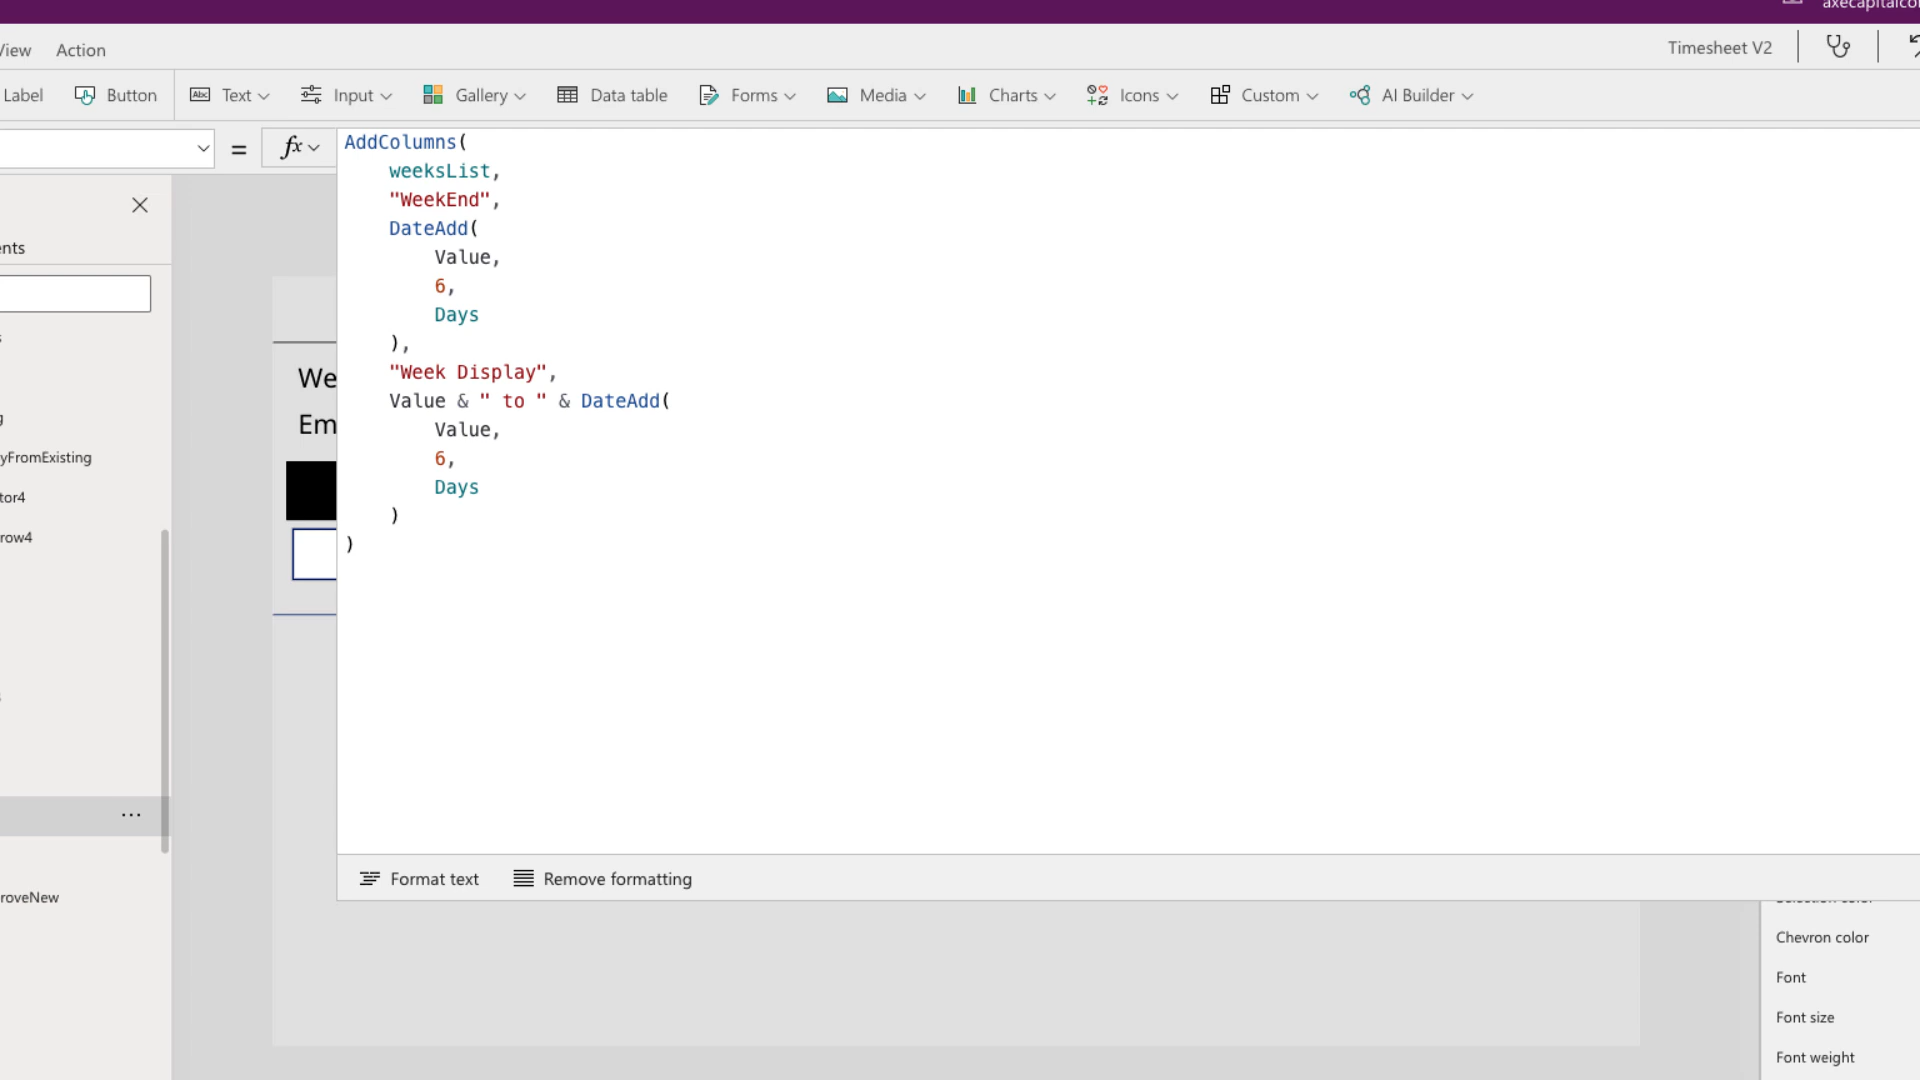 View Action Timesheet V2
Label Button Text Input Gallery Data table Forms Media Charts Icons Custom AI Builder
= fx
AddColumns(
weeksList,
"WeekEnd",
DateAdd(
Value,
6,
Days
),
"Week Display",
Value & " to " & DateAdd(
Value,
6,
Days
)
)
ents
yFromExisting
tor4
row4
roveNew
We
Em
Format text Remove formatting
Chevron color
Font
Font size
Font weight